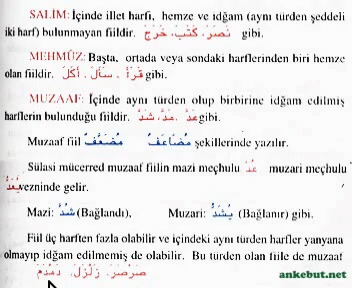 SALİM: İçinde illet harfi, hemze ve idğam (aynı türden şeddeli
iki harf) bulunmayan fiildir. نَصَرَ، كَتَبَ، خَرَجَ gibi.
MEHMÛZ: Başta, ortada veya sondaki harflerinden biri hemze
olan fiildir. قَرَأَ ، سَأَلَ، أَكَلَ gibi.
MUZAAF: İçinde aynı türden olup birbirine idğam edilmiş
harflerin bulunduğu fiildir. عَدَّ، مَدَّ، شَدَّ gibi.
Muzaaf fiil مُضَاعَفٌ مُضَعَّفٌ şekillerinde yazılır.
Sülasi mücerred muzaaf fiilin mazi meçhulu عُدَّ muzari meçhulu
يُعَدُّ vezninde gelir.
Mazi: شُدَّ (Bağlandı), Muzari: يُشَدُّ (Bağlanır) gibi.
Fiil üç harften fazla olabilir ve içindeki aynı türden harfler yanyana
olmayıp idğam edilmemiş de olabilir. Bu türden olan fiile de muzaaf
صَرْصَرَ، زَلْزَلَ، دَمْدَمَ
ankebut.net